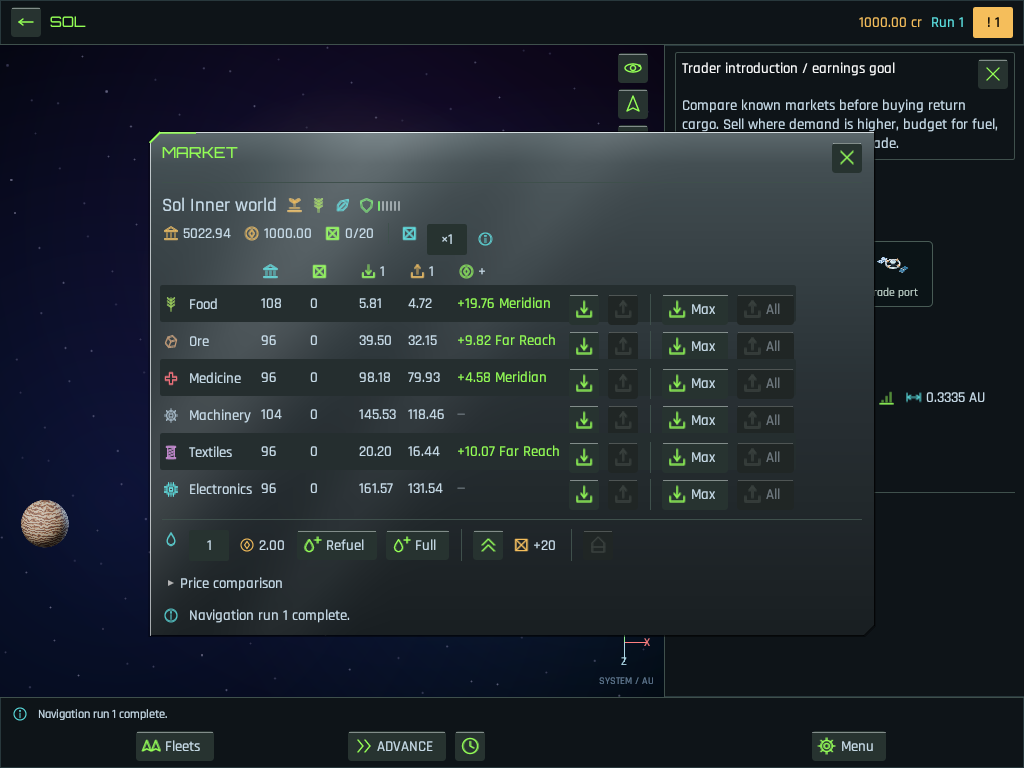 SOL
1000.00 cr Run 1 ! 1
Trader introduction / earnings goal
Compare known markets before buying return
cargo. Sell where demand is higher, budget for fuel,
ade.
MARKET
Sol Inner world
5022.94 1000.00 0/20 ×1
1 1 +
Food 108 0 5.81 4.72 +19.76 Meridian Max All
Ore 96 0 39.50 32.15 +9.82 Far Reach Max All
Medicine 96 0 98.18 79.93 +4.58 Meridian Max All
Machinery 104 0 145.53 118.46 – Max All
Textiles 96 0 20.20 16.44 +10.07 Far Reach Max All
Electronics 96 0 161.57 131.54 – Max All
1 2.00 Refuel Full +20
Price comparison
Navigation run 1 complete.
ade port
0.3335 AU
X
Z
SYSTEM / AU
Navigation run 1 complete.
Fleets ADVANCE Menu